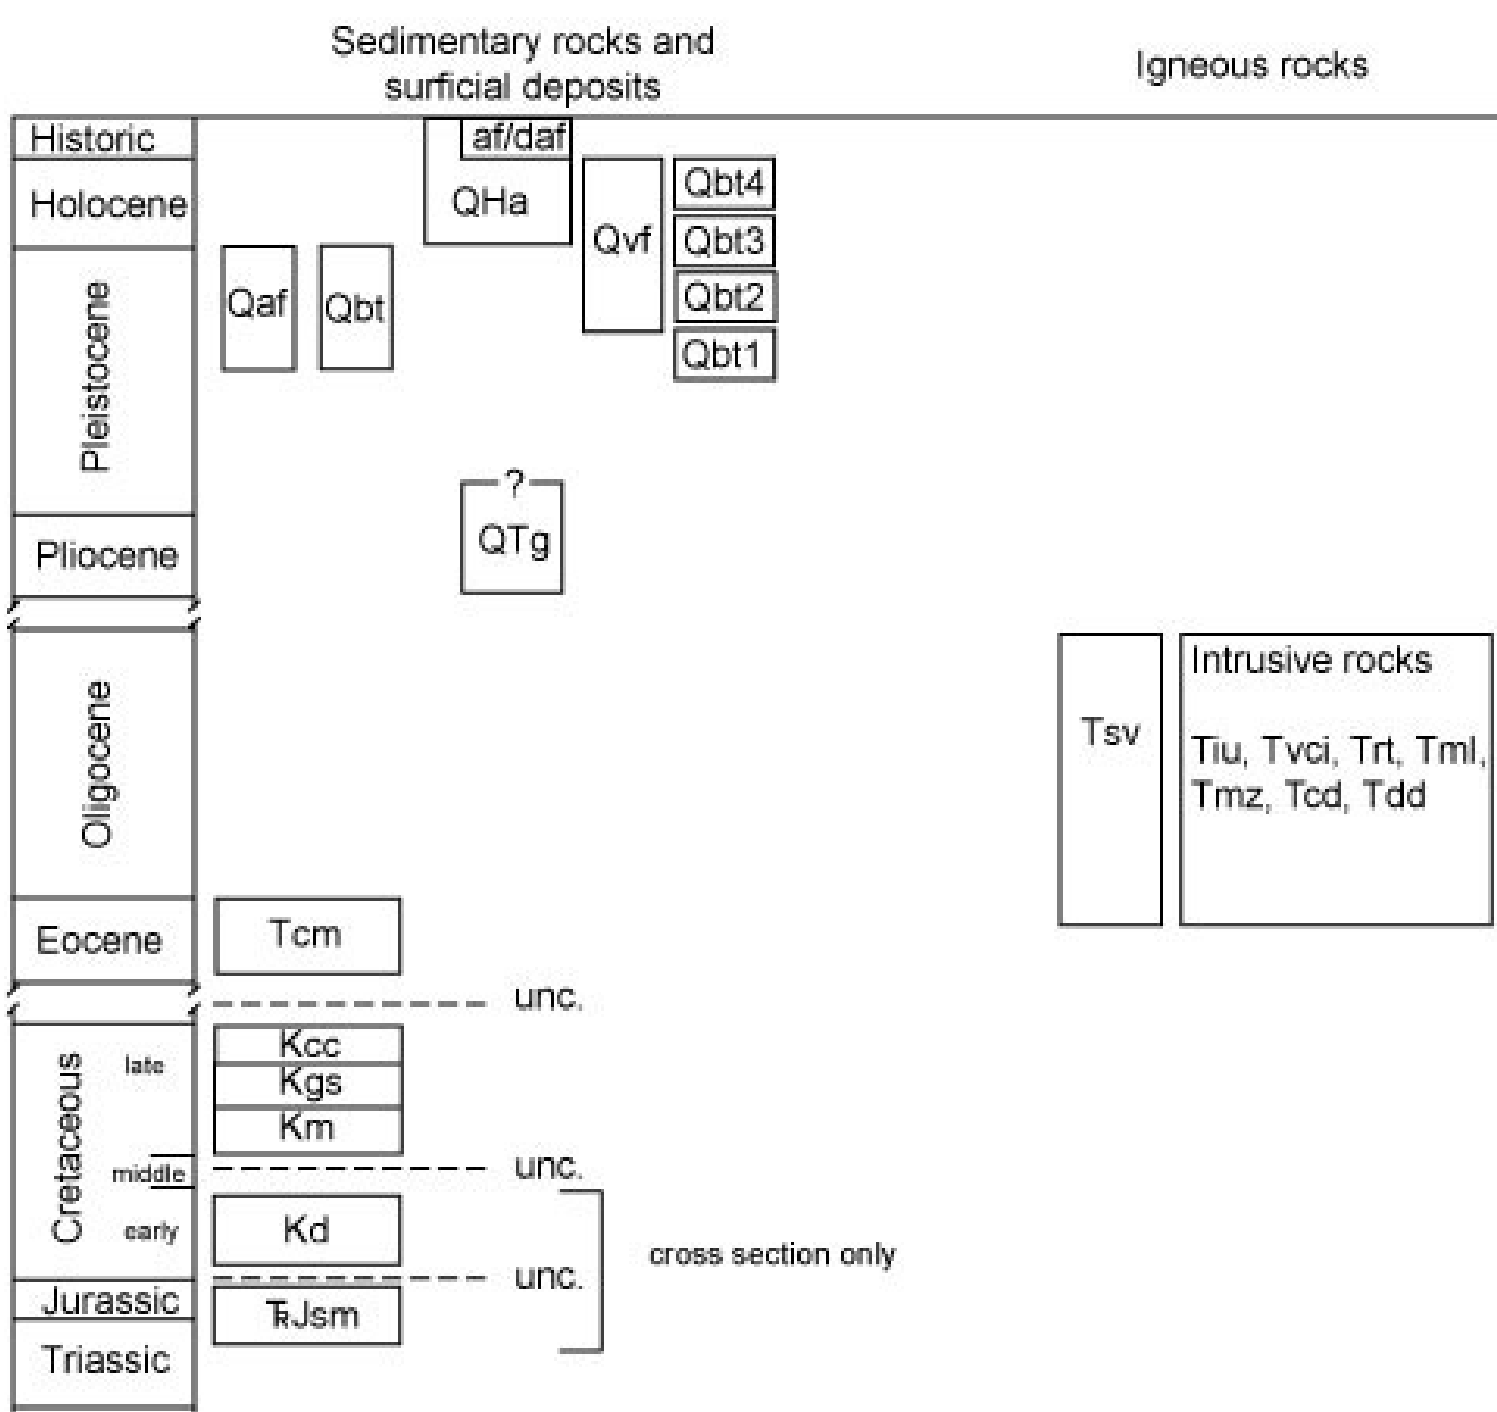 Sedimentary rocks and
surficial deposits
Igneous rocks
Historic
af/daf
Holocene
QHa
Qvf
Qbt4
Qbt3
Qbt2
Qbt1
Pleistocene
Qaf
Qbt
?
QTg
Pliocene
Oligocene
Tsv
Intrusive rocks
Tiu, Tvci, Trt, Tml,
Tmz, Tcd, Tdd
Eocene
Tcm
unc.
Cretaceous
late
Kcc
Kgs
Km
middle
unc.
early
Kd
cross section only
unc.
Jurassic
TRJsm
Triassic